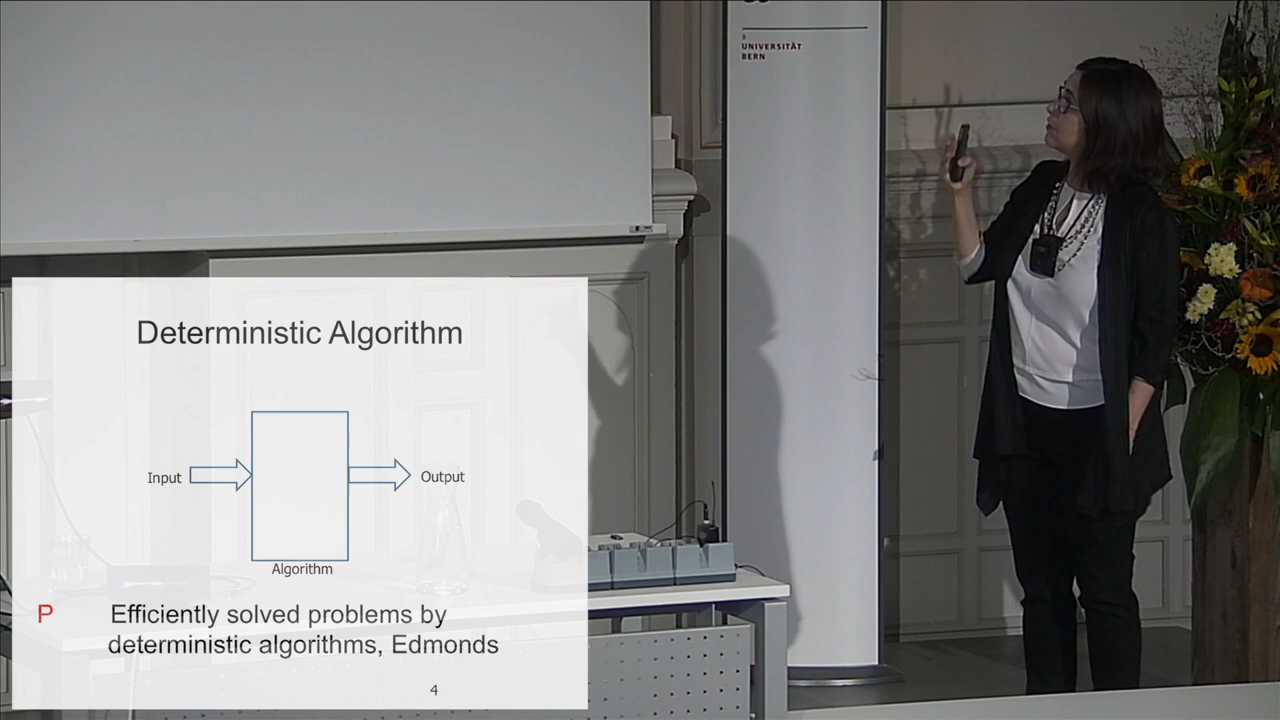 b
UNIVERSITÄT
BERN
Deterministic Algorithm
Input
Output
Algorithm
P Efficiently solved problems by
deterministic algorithms, Edmonds
4